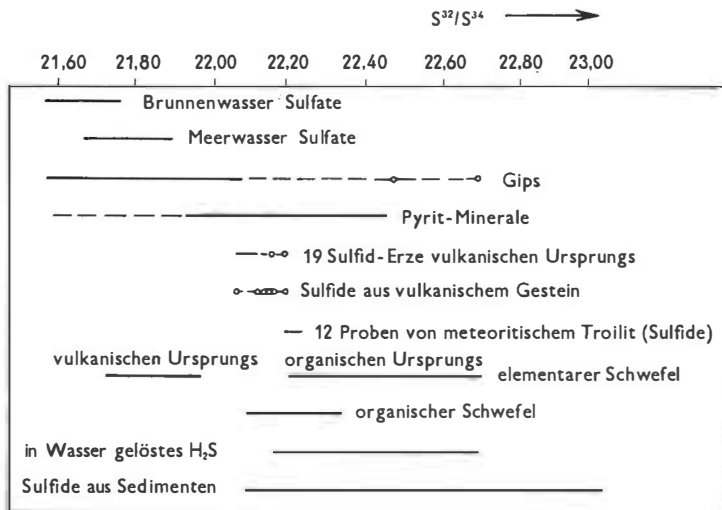 S³²/S³⁴
21,60 21,80 22,00 22,20 22,40 22,60 22,80 23,00
Brunnenwasser Sulfate
Meerwasser Sulfate
Gips
Pyrit-Minerale
19 Sulfid-Erze vulkanischen Ursprungs
Sulfide aus vulkanischem Gestein
12 Proben von meteoritischem Troilit (Sulfide)
vulkanischen Ursprungs organischen Ursprungs
elementarer Schwefel
organischer Schwefel
in Wasser gelöstes H₂S
Sulfide aus Sedimenten